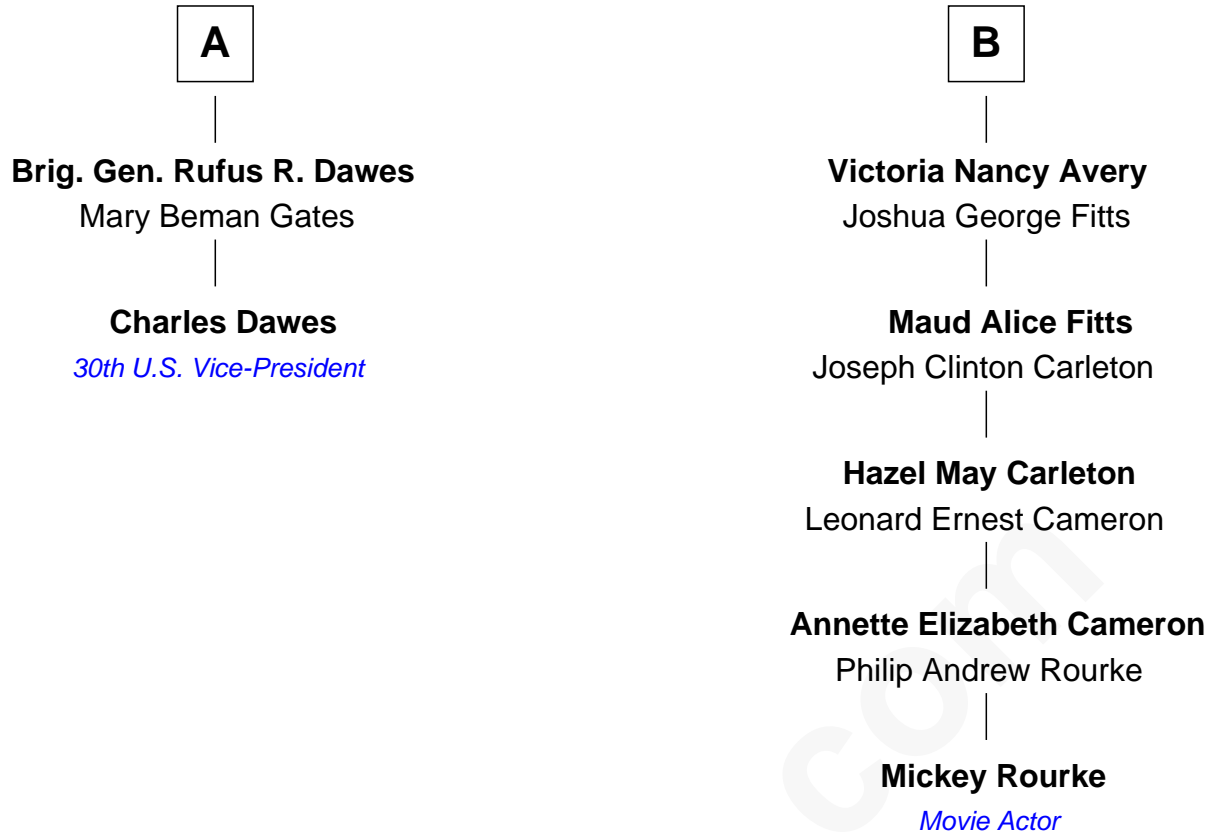 A
Brig. Gen. Rufus R. Dawes
Mary Beman Gates
Charles Dawes
30th U.S. Vice-President
B
Victoria Nancy Avery
Joshua George Fitts
Maud Alice Fitts
Joseph Clinton Carleton
Hazel May Carleton
Leonard Ernest Cameron
Annette Elizabeth Cameron
Philip Andrew Rourke
Mickey Rourke
Movie Actor
com